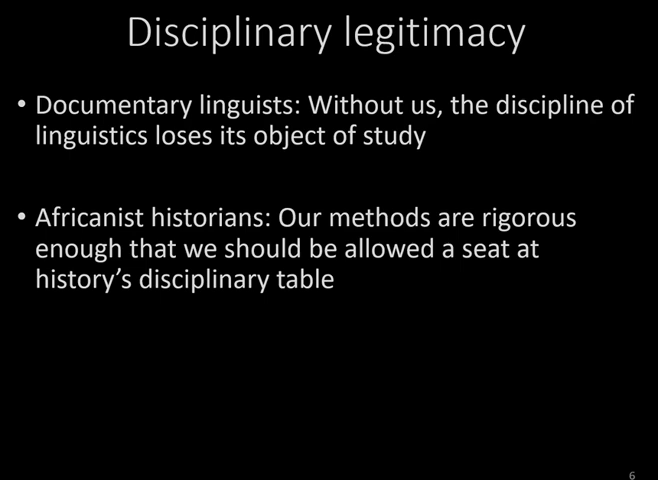 Disciplinary legitimacy
• Documentary linguists: Without us, the discipline of
linguistics loses its object of study
• Africanist historians: Our methods are rigorous
enough that we should be allowed a seat at
history’s disciplinary table
6